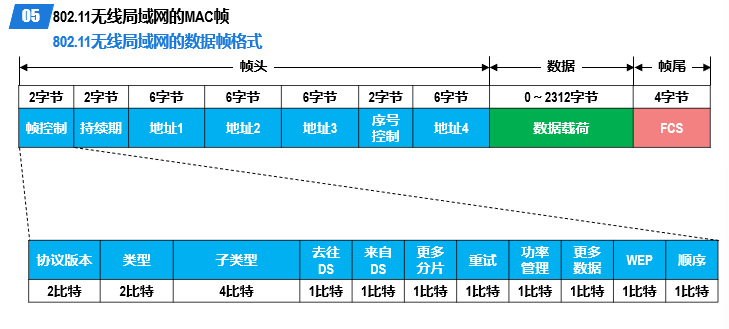 05 802.11无线局域网的MAC帧
802.11无线局域网的数据帧格式
帧头 数据 帧尾
2字节 2字节 6字节 6字节 6字节 2字节 6字节 0～2312字节 4字节
帧控制 持续期 地址1 地址2 地址3 序号控制 地址4 数据载荷 FCS
协议版本 类型 子类型 去往DS 来自DS 更多分片 重试 功率管理 更多数据 WEP 顺序
2比特 2比特 4比特 1比特 1比特 1比特 1比特 1比特 1比特 1比特 1比特